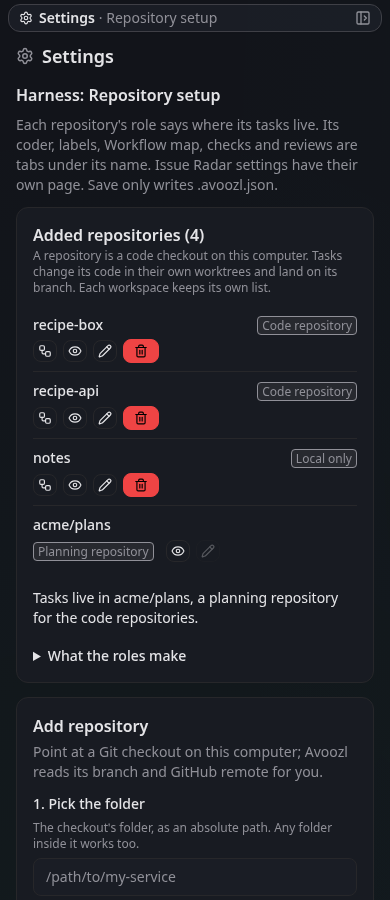 Settings · Repository setup
Settings
Harness: Repository setup
Each repository's role says where its tasks live. Its
coder, labels, Workflow map, checks and reviews are
tabs under its name. Issue Radar settings have their
own page. Save only writes .avoozl.json.
Added repositories (4)
A repository is a code checkout on this computer. Tasks
change its code in their own worktrees and land on its
branch. Each workspace keeps its own list.
recipe-box
Code repository
recipe-api
Code repository
notes
Local only
acme/plans
Planning repository
Tasks live in acme/plans, a planning repository
for the code repositories.
What the roles make
Add repository
Point at a Git checkout on this computer; Avoozl
reads its branch and GitHub remote for you.
1. Pick the folder
The checkout's folder, as an absolute path. Any folder
inside it works too.
/path/to/my-service